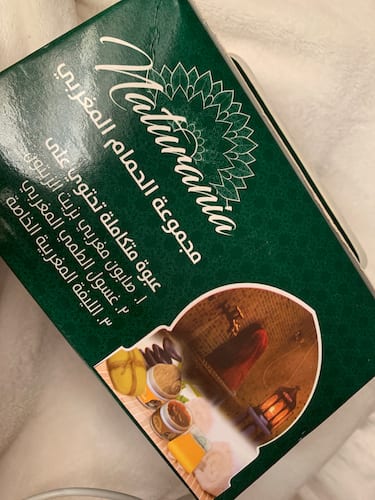 Naturania
مجموعة الحمام المغربي
عبوة متكاملة تحتوي على
١. صابون مغربي بزيت الزيتون
٢. غسول الطمي المغربي
٣. الليفة المغربية الخاصة